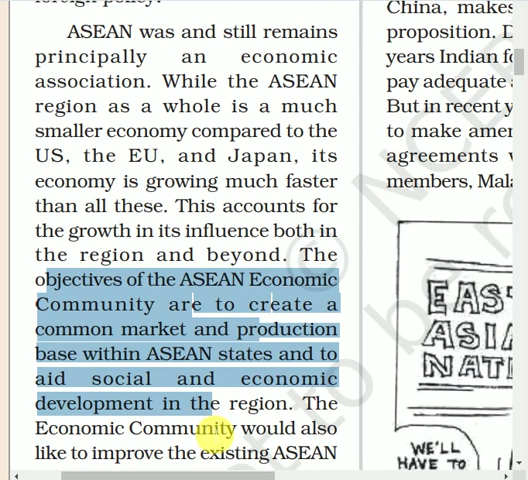 ASEAN was and still remains
principally an economic
association. While the ASEAN
region as a whole is a much
smaller economy compared to the
US, the EU, and Japan, its
economy is growing much faster
than all these. This accounts for
the growth in its influence both in
the region and beyond. The
objectives of the ASEAN Economic
Community are to create a
common market and production
base within ASEAN states and to
aid social and economic
development in the region. The
Economic Community would also
like to improve the existing ASEAN
China, makes
proposition.
years Indian
pay adequate
But in recent
to make
agreements
members,
© NCE
EAS
ASI
NAT
WE'LL
HAVE TO